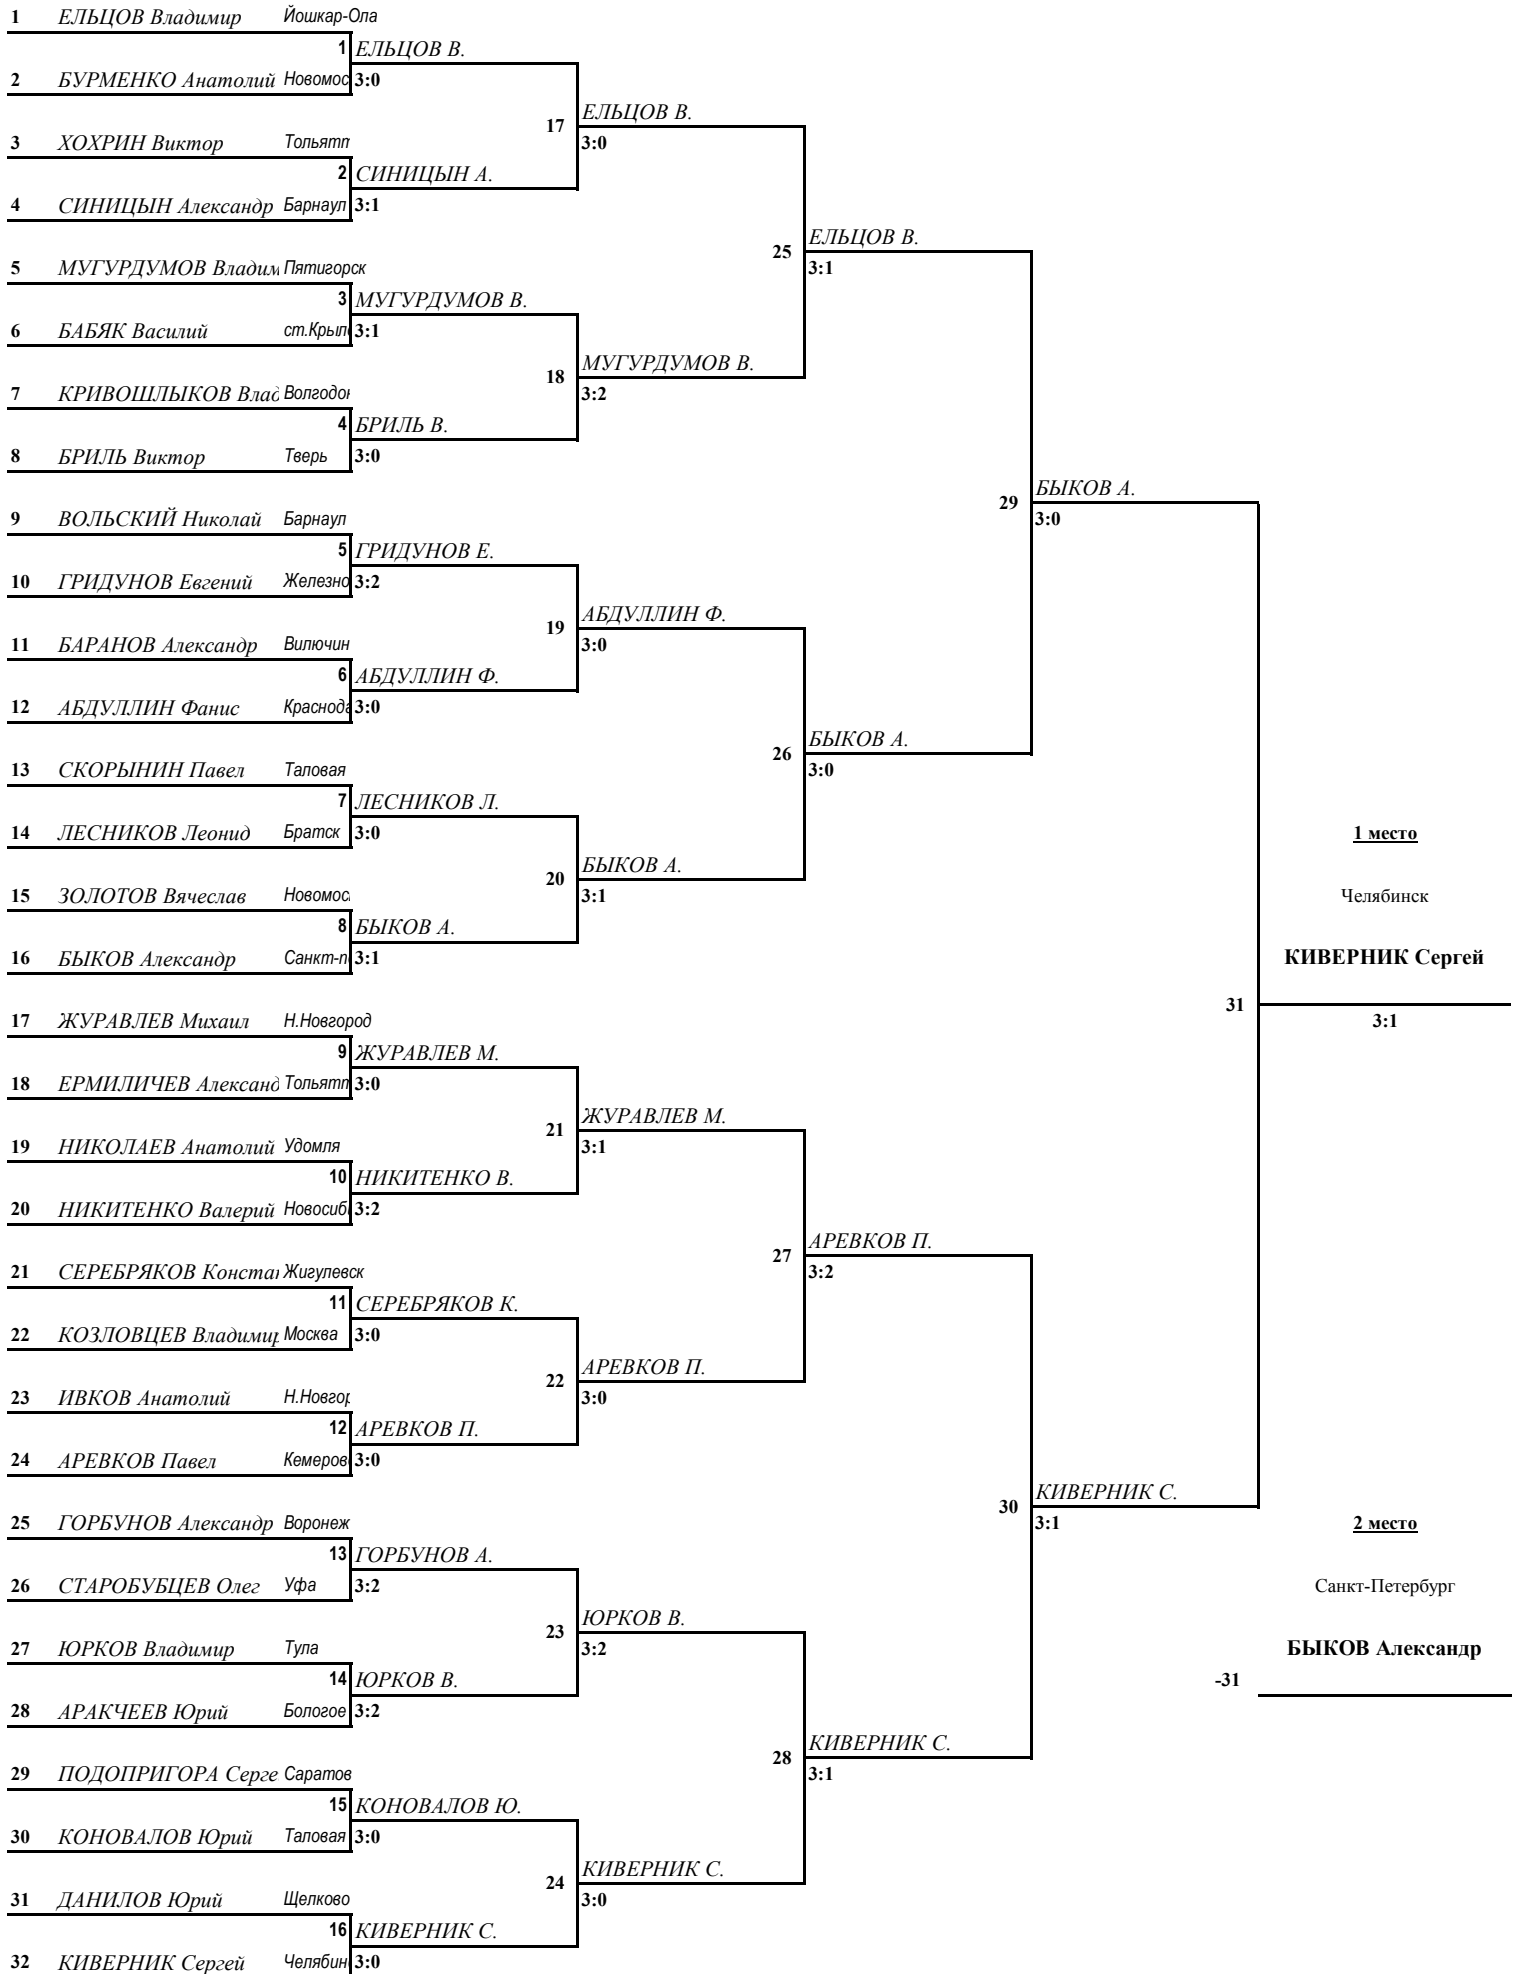 1 ЕЛЬЦОВ Владимир Йошкар-Ола
1 ЕЛЬЦОВ В.
2 БУРМЕНКО Анатолий Новомос 3:0
17 ЕЛЬЦОВ В.
3 ХОХРИН Виктор Тольятт 3:0
2 СИНИЦЫН А.
4 СИНИЦЫН Александр Барнаул 3:1
25 ЕЛЬЦОВ В.
5 МУГУРДУМОВ Владим Пятигорск 3:1
3 МУГУРДУМОВ В.
6 БАБЯК Василий ст.Крыл 3:1
18 МУГУРДУМОВ В.
7 КРИВОШЛЫКОВ Влад Волгодон 3:2
4 БРИЛЬ В.
8 БРИЛЬ Виктор Тверь 3:0
29 БЫКОВ А.
9 ВОЛЬСКИЙ Николай Барнаул 3:0
5 ГРИДУНОВ Е.
10 ГРИДУНОВ Евгений Железно 3:2
19 АБДУЛЛИН Ф.
11 БАРАНОВ Александр Вилючин 3:0
6 АБДУЛЛИН Ф.
12 АБДУЛЛИН Фанис Краснода 3:0
26 БЫКОВ А.
13 СКОРЫНИН Павел Таловая 3:0
7 ЛЕСНИКОВ Л.
14 ЛЕСНИКОВ Леонид Братск 3:0 1 место
20 БЫКОВ А.
15 ЗОЛОТОВ Вячеслав Новомос 3:1 Челябинск
8 БЫКОВ А.
16 БЫКОВ Александр Санкт-п 3:1 КИВЕРНИК Сергей
31
17 ЖУРАВЛЕВ Михаил Н.Новгород 3:1
9 ЖУРАВЛЕВ М.
18 ЕРМИЛИЧЕВ Александ Тольятт 3:0
21 ЖУРАВЛЕВ М.
19 НИКОЛАЕВ Анатолий Удомля 3:1
10 НИКИТЕНКО В.
20 НИКИТЕНКО Валерий Новосиб 3:2
27 АРЕВКОВ П.
21 СЕРЕБРЯКОВ Констан Жигулевск 3:2
11 СЕРЕБРЯКОВ К.
22 КОЗЛОВЦЕВ Владимир Москва 3:0
22 АРЕВКОВ П.
23 ИВКОВ Анатолий Н.Новгор 3:0
12 АРЕВКОВ П.
24 АРЕВКОВ Павел Кемеров 3:0
30 КИВЕРНИК С.
25 ГОРБУНОВ Александр Воронеж 3:1 2 место
13 ГОРБУНОВ А.
26 СТАРОБУБЦЕВ Олег Уфа 3:2 Санкт-Петербург
23 ЮРКОВ В.
27 ЮРКОВ Владимир Тула 3:2 БЫКОВ Александр
14 ЮРКОВ В. -31
28 АРАКЧЕЕВ Юрий Бологое 3:2
28 КИВЕРНИК С.
29 ПОДОПРИГОРА Серге Саратов 3:1
15 КОНОВАЛОВ Ю.
30 КОНОВАЛОВ Юрий Таловая 3:0
24 КИВЕРНИК С.
31 ДАНИЛОВ Юрий Щелково 3:0
16 КИВЕРНИК С.
32 КИВЕРНИК Сергей Челябин 3:0